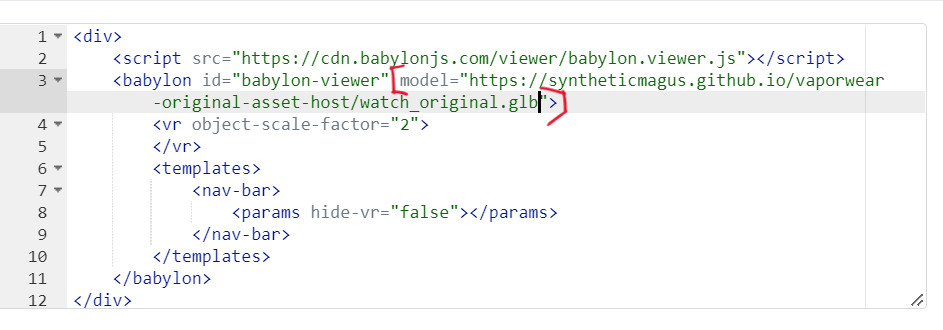 1 <div>
2 <script src="https://cdn.babylonjs.com/viewer/babylon.viewer.js"></script>
3 <babylon id="babylon-viewer" model="https://syntheticmagus.github.io/vaporwear
-original-asset-host/watch_original.glb">
4 <vr object-scale-factor="2">
5 </vr>
6 <templates>
7 <nav-bar>
8 <params hide-vr="false"></params>
9 </nav-bar>
10 </templates>
11 </babylon>
12 </div>